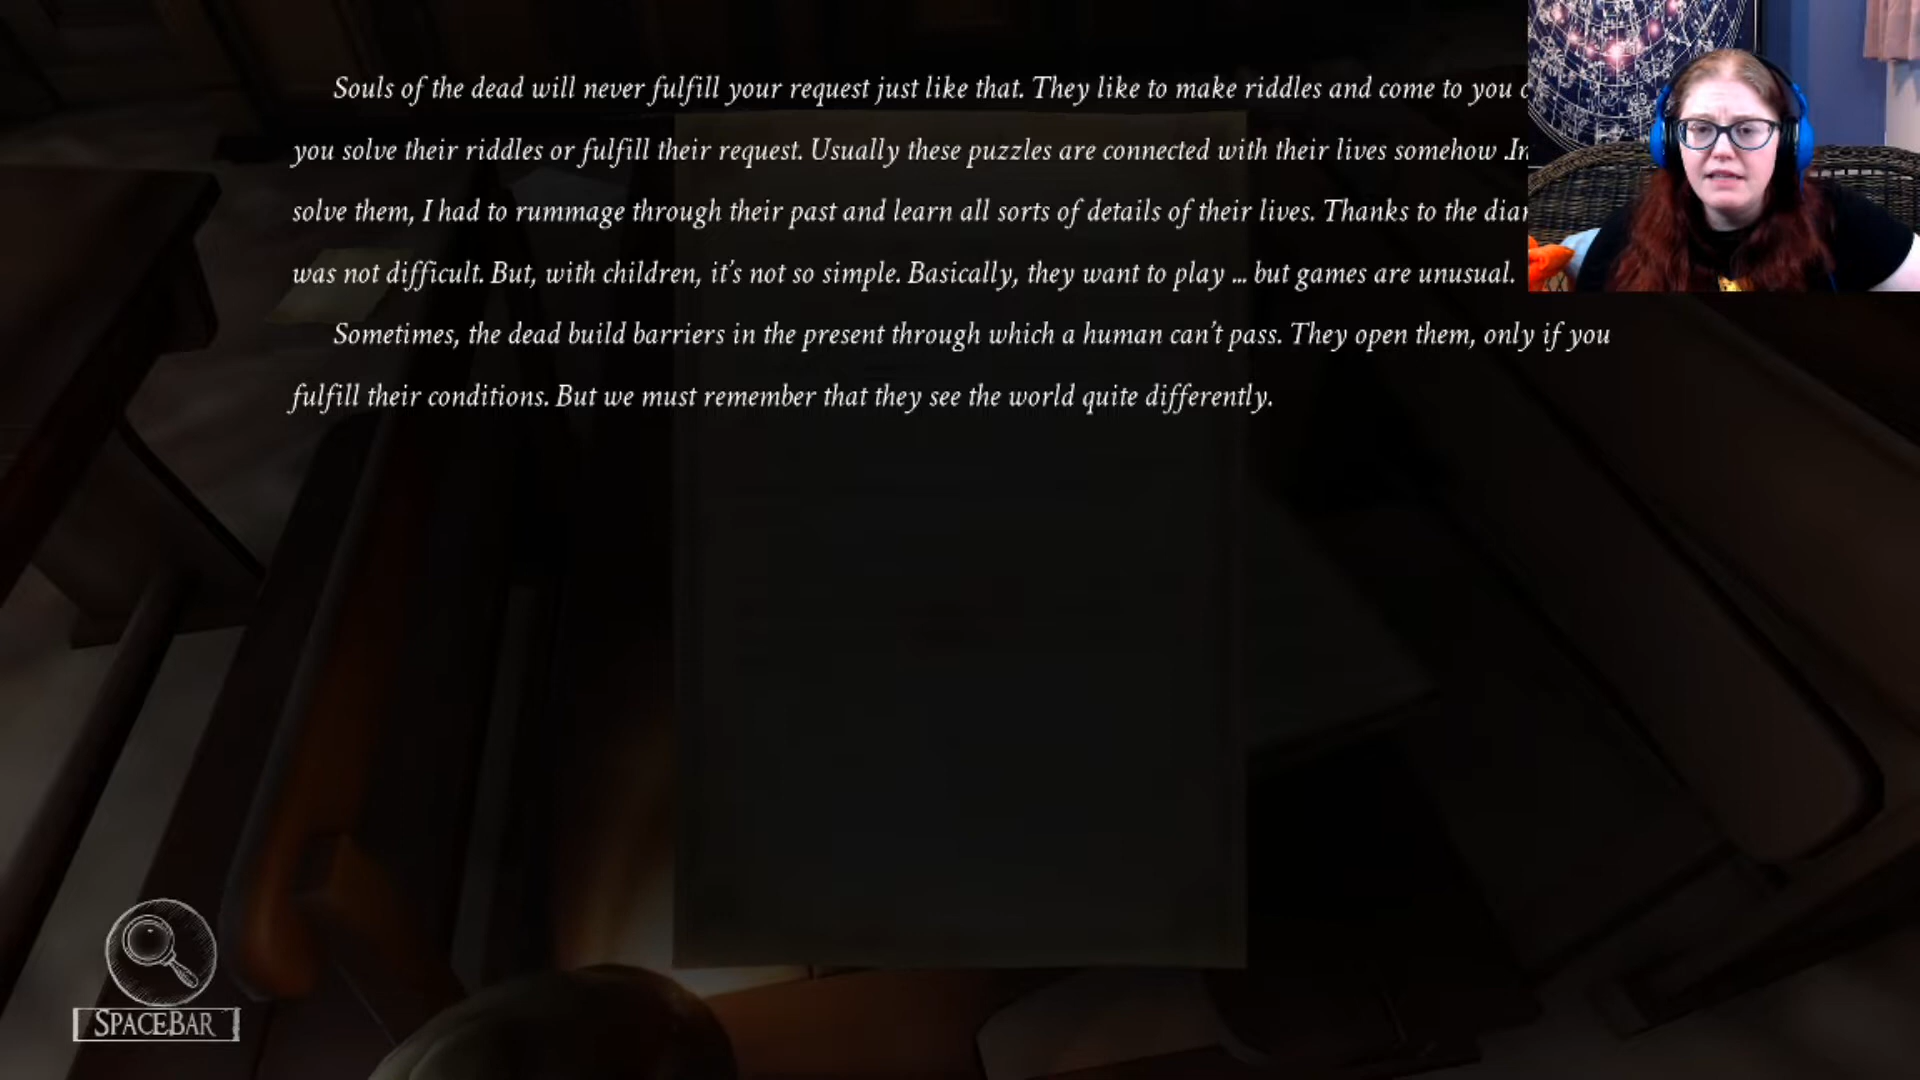 Souls of the dead will never fulfill your request just like that. They like to make riddles and come to you
you solve their riddles or fulfill their request. Usually these puzzles are connected with their lives somehow .In
solve them, I had to rummage through their past and learn all sorts of details of their lives. Thanks to the
was not difficult. But, with children, it's not so simple. Basically, they want to play ... but games are unusual.
Sometimes, the dead build barriers in the present through which a human can't pass. They open them, only if you
fulfill their conditions. But we must remember that they see the world quite differently.
SPACEBAR